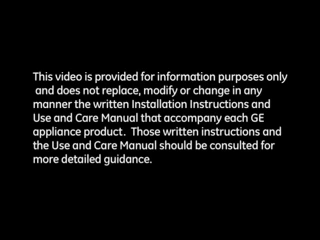 This video is provided for information purposes only
and does not replace, modify or change in any
manner the written Installation Instructions and
Use and Care Manual that accompany each GE
appliance product. Those written instructions and
the Use and Care Manual should be consulted for
more detailed guidance.